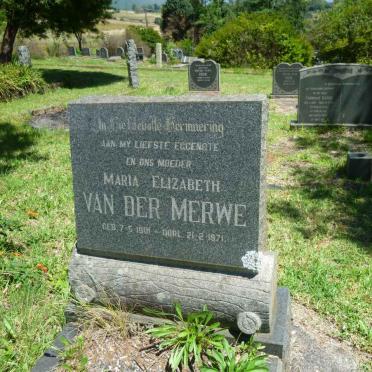 In Liefdevolle Herinnering
AAN MY LIEFSTE EGGENOTE
EN ONS MOEDER
MARIA ELIZABETH
VAN DER MERWE
GEB. 7-5-1901 - OORL. 21-2-1971.